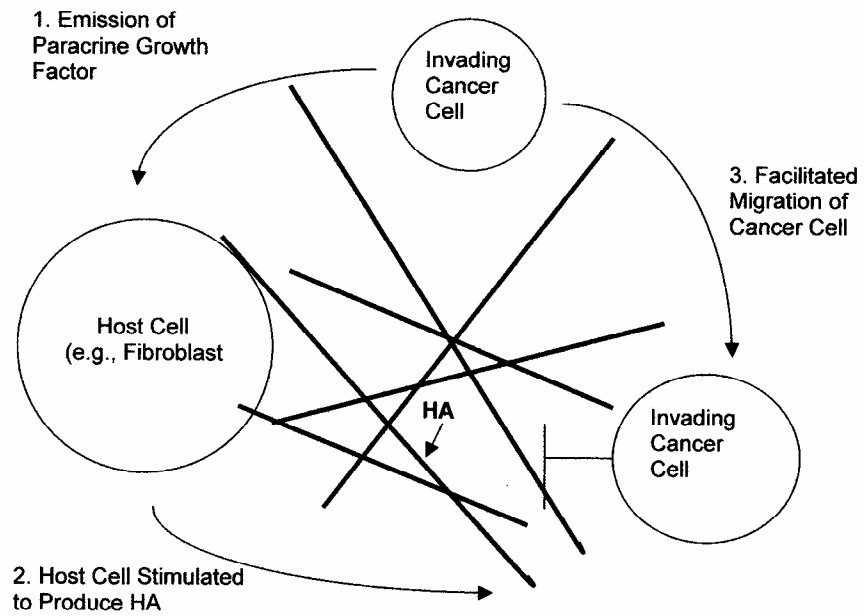 1. Emission of
Paracrine Growth
Factor
Invading
Cancer
Cell
3. Facilitated
Migration of
Cancer Cell
Host Cell
(e.g., Fibroblast
HA
Invading
Cancer
Cell
2. Host Cell Stimulated
to Produce HA